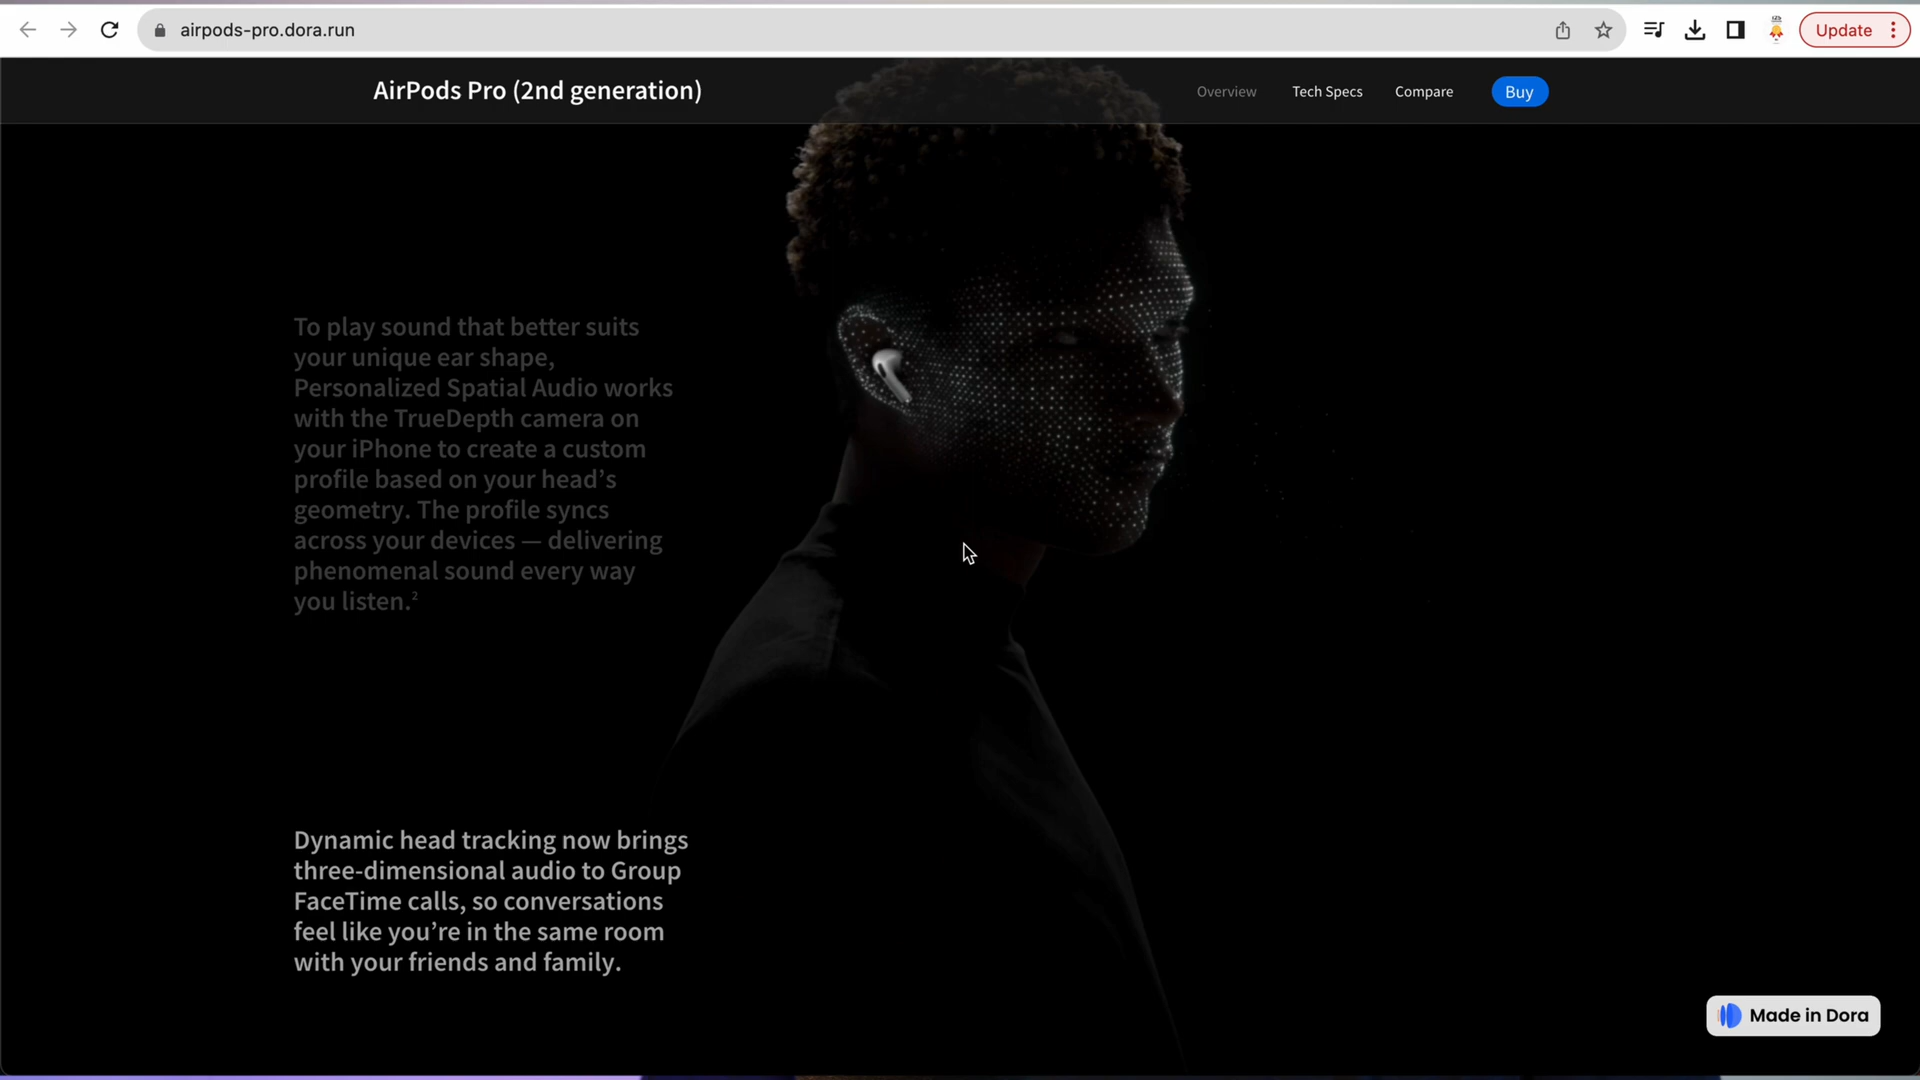 airpods-pro.dora.run
Update
AirPods Pro (2nd generation)
Overview
Tech Specs
Compare
Buy
To play sound that better suits
your unique ear shape,
Personalized Spatial Audio works
with the TrueDepth camera on
your iPhone to create a custom
profile based on your head’s
geometry. The profile syncs
across your devices — delivering
phenomenal sound every way
you listen.²
Dynamic head tracking now brings
three-dimensional audio to Group
FaceTime calls, so conversations
feel like you’re in the same room
with your friends and family.
Made in Dora